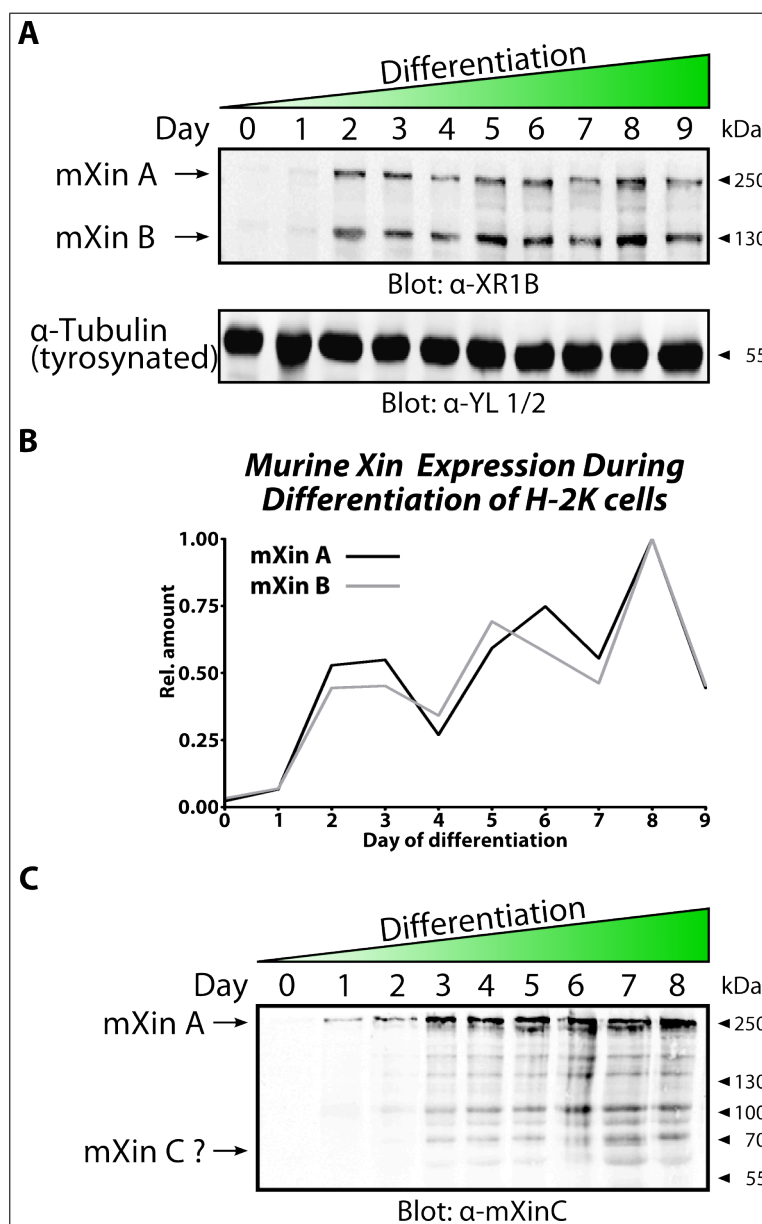 A
Differentiation
Day 0 1 2 3 4 5 6 7 8 9 kDa
mXin A 250
mXin B 130
Blot: α-XR1B
α-Tubulin
(tyrosynated) 55
Blot: α-YL 1/2
B
Murine Xin Expression During
Differentiation of H-2K cells
1.00
mXin A
mXin B
0.75
Rel. amount
0.50
0.25
0.00
0 1 2 3 4 5 6 7 8 9
Day of differentiation
C
Differentiation
Day 0 1 2 3 4 5 6 7 8 kDa
mXin A 250
130
100
70
mXin C ?
55
Blot: α-mXinC